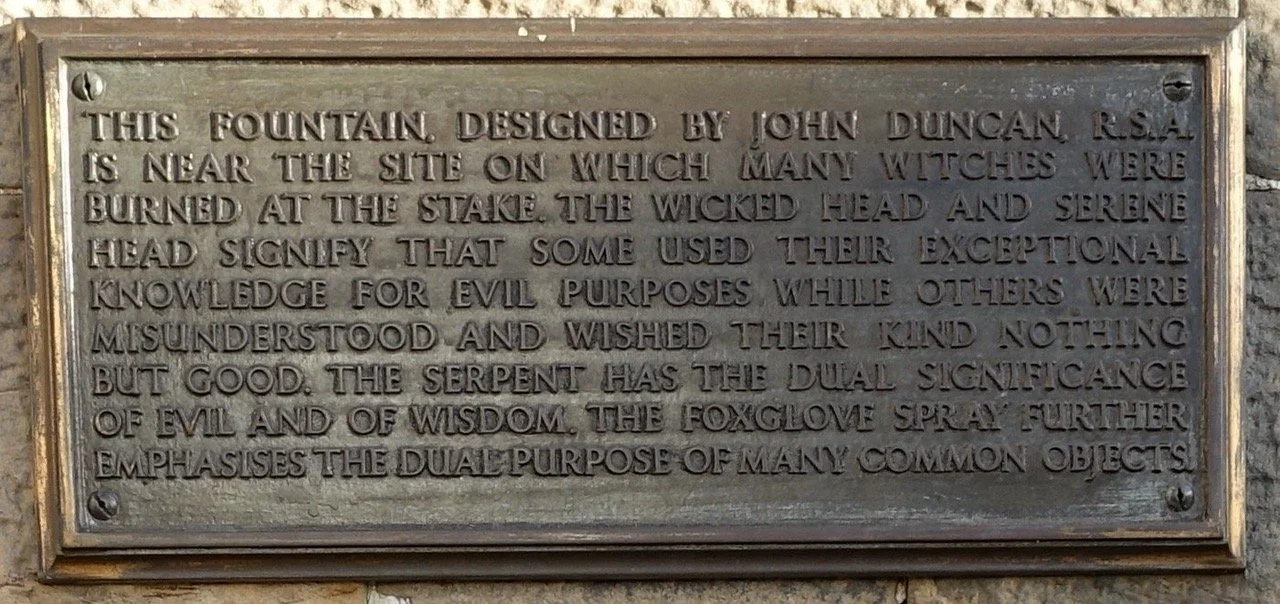 THIS FOUNTAIN, DESIGNED BY JOHN DUNCAN, R.S.A.
IS NEAR THE SITE ON WHICH MANY WITCHES WERE
BURNED AT THE STAKE. THE WICKED HEAD AND SERENE
HEAD SIGNIFY THAT SOME USED THEIR EXCEPTIONAL
KNOWLEDGE FOR EVIL PURPOSES WHILE OTHERS WERE
MISUNDERSTOOD AND WISHED THEIR KIND NOTHING
BUT GOOD. THE SERPENT HAS THE DUAL SIGNIFICANCE
OF EVIL AND OF WISDOM. THE FOXGLOVE SPRAY FURTHER
EMPHASISES THE DUAL PURPOSE OF MANY COMMON OBJECTS.